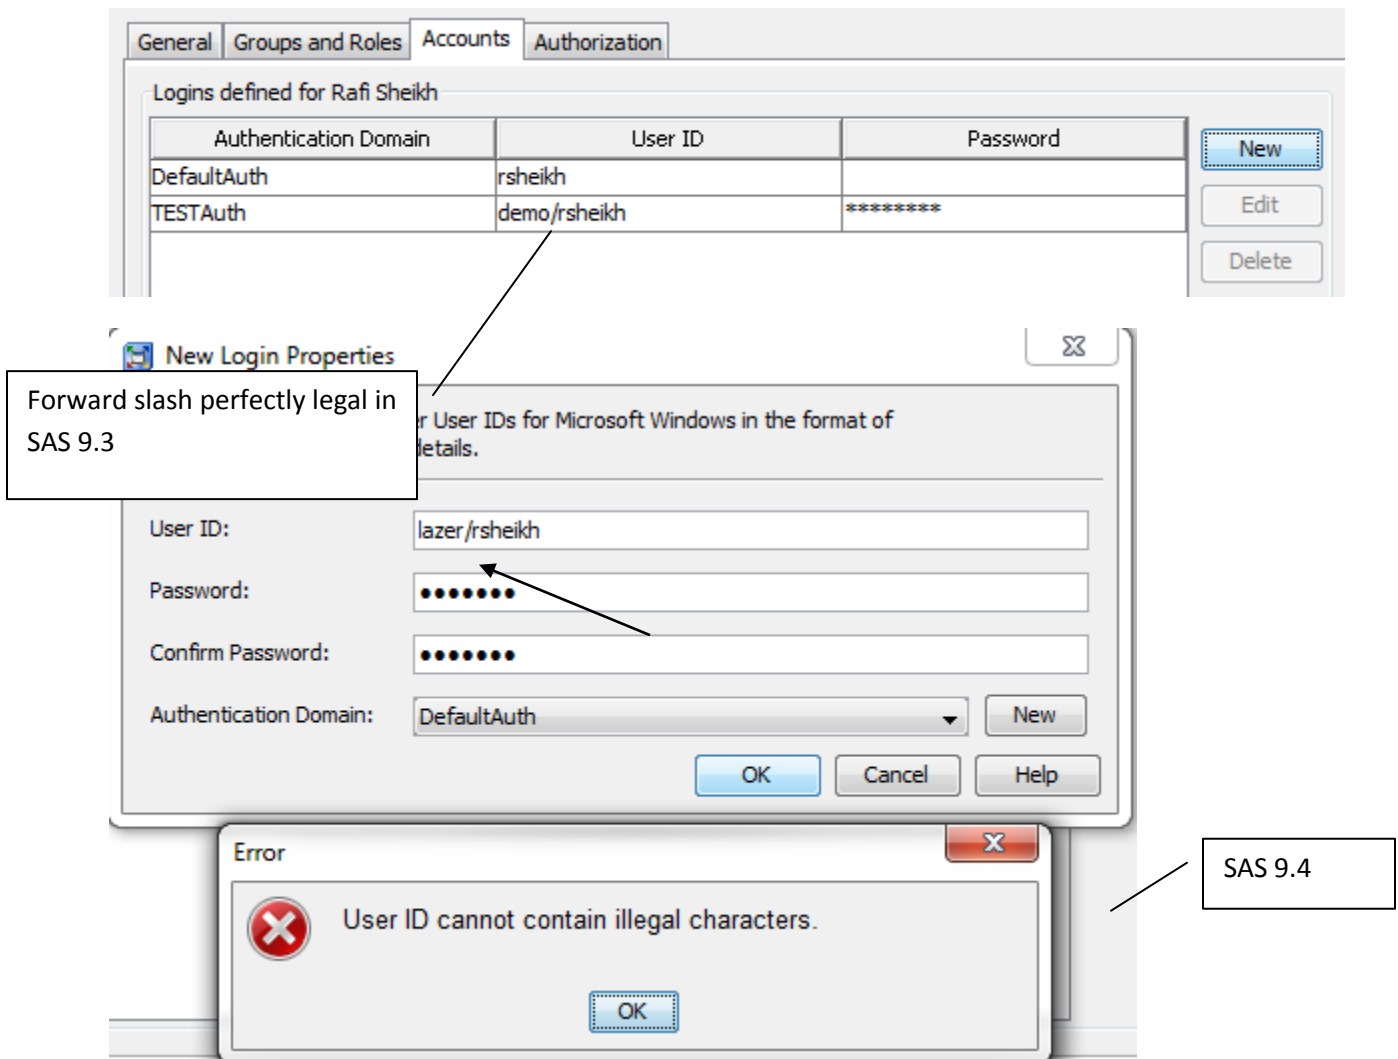 General Groups and Roles Accounts Authorization
Logins defined for Rafi Sheikh
Authentication Domain User ID Password
DefaultAuth rsheikh
TESTAuth demo/rsheikh ********
New
Edit
Delete
New Login Properties
Forward slash perfectly legal in
SAS 9.3
User IDs for Microsoft Windows in the format of
details.
User ID: lazer/rsheikh
Password: •••••••
Confirm Password: •••••••
Authentication Domain: DefaultAuth New
OK Cancel Help
Error
User ID cannot contain illegal characters.
OK
SAS 9.4